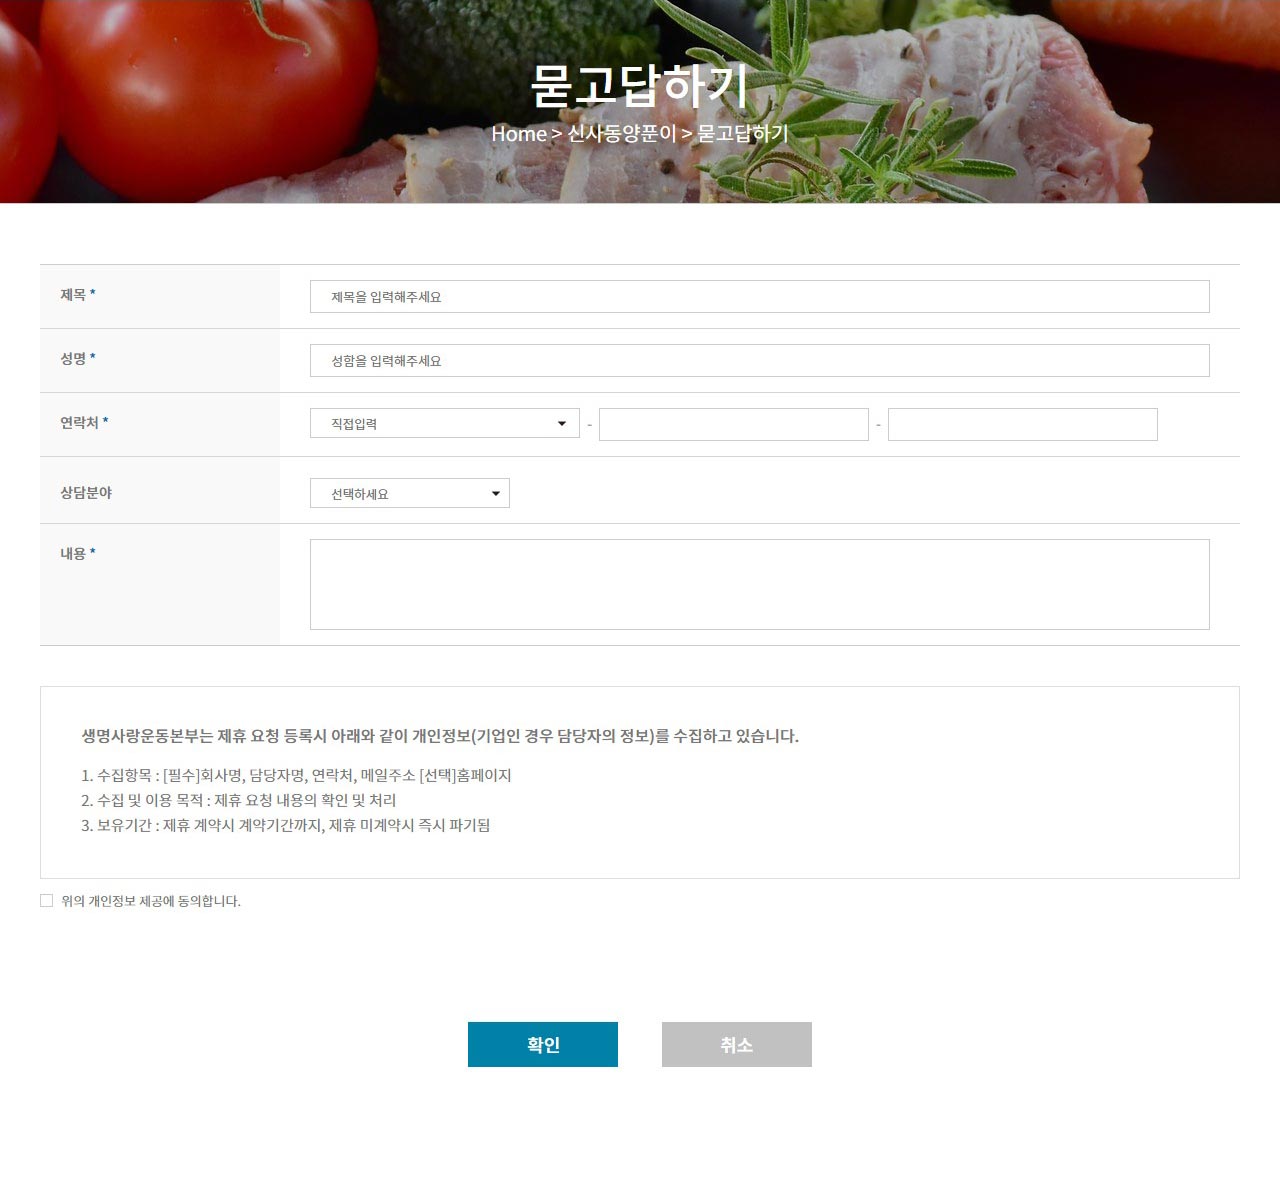 묻고답하기
Home > 신사동양푼이 > 묻고답하기
제목 *
제목을 입력해주세요
성명 *
성함을 입력해주세요
연락처 *
직접입력 - -
상담분야
선택하세요
내용 *
생명사랑운동본부는 제휴 요청 등록시 아래와 같이 개인정보(기업인 경우 담당자의 정보)를 수집하고 있습니다.
1. 수집항목 : [필수]회사명, 담당자명, 연락처, 메일주소 [선택]홈페이지
2. 수집 및 이용 목적 : 제휴 요청 내용의 확인 및 처리
3. 보유기간 : 제휴 계약시 계약기간까지, 제휴 미계약시 즉시 파기됨
위의 개인정보 제공에 동의합니다.
확인
취소